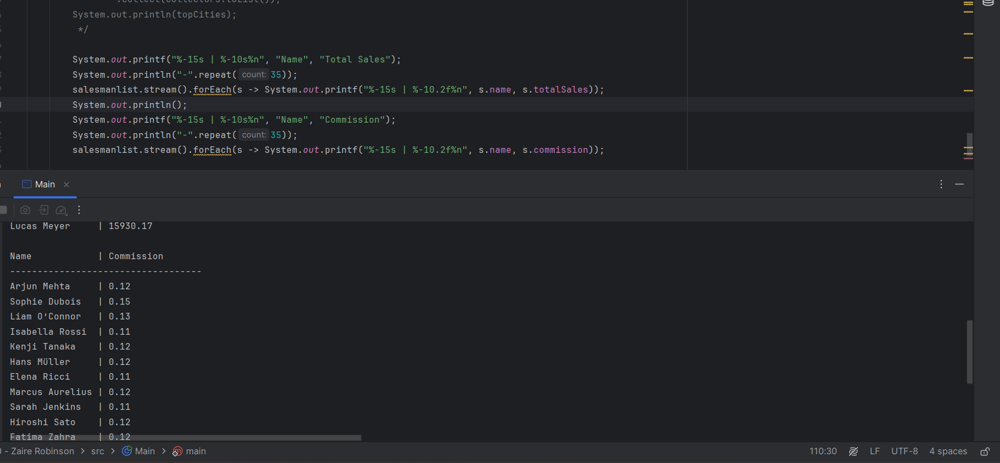 .collect(Collectors.toList());
System.out.println(topCities);
*/
System.out.printf("%-15s | %-10s%n", "Name", "Total Sales");
System.out.println("-".repeat( count: 35));
salesmanlist.stream().forEach(s -> System.out.printf("%-15s | %-10.2f%n", s.name, s.totalSales));
System.out.println();
System.out.printf("%-15s | %-10s%n", "Name", "Commission");
System.out.println("-".repeat( count: 35));
salesmanlist.stream().forEach(s -> System.out.printf("%-15s | %-10.2f%n", s.name, s.commission));
Main
Lucas Meyer | 15930.17
Name | Commission
-----------------------------------
Arjun Mehta | 0.12
Sophie Dubois | 0.15
Liam O’Connor | 0.13
Isabella Rossi | 0.11
Kenji Tanaka | 0.12
Hans Müller | 0.12
Elena Ricci | 0.11
Marcus Aurelius | 0.12
Sarah Jenkins | 0.11
Hiroshi Sato | 0.12
Fatima Zahra | 0.12
- Zaire Robinson > src > Main > main 110:30 LF UTF-8 4 spaces